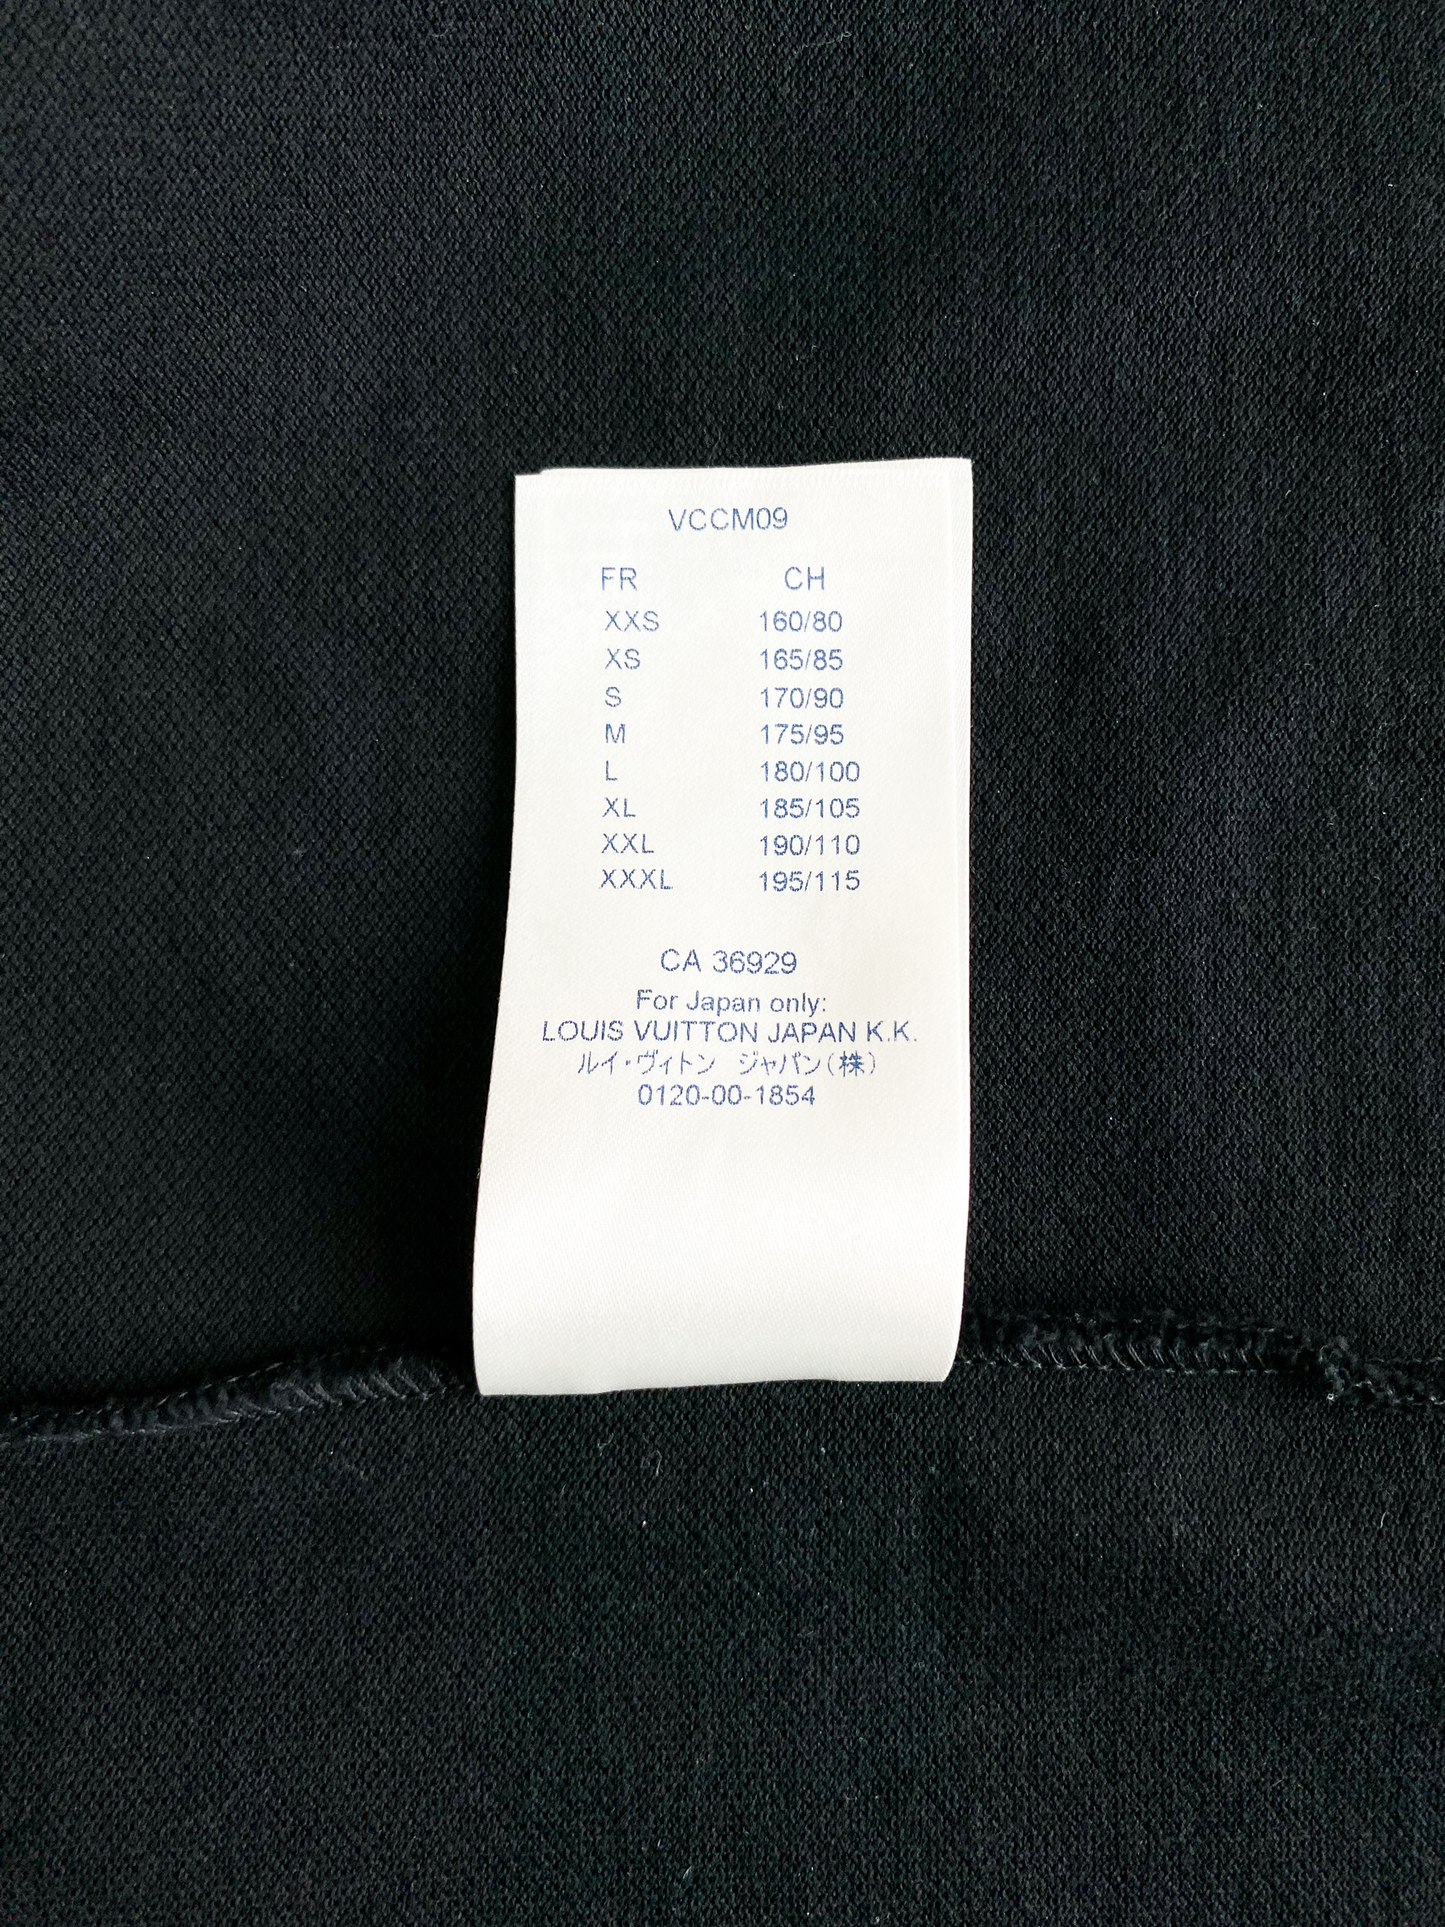 VCCM09
FR CH
XXS 160/80
XS 165/85
S 170/90
M 175/95
L 180/100
XL 185/105
XXL 190/110
XXXL 195/115
CA 36929
For Japan only:
LOUIS VUITTON JAPAN K.K.
ルイ・ヴィトン ジャパン(株)
0120-00-1854